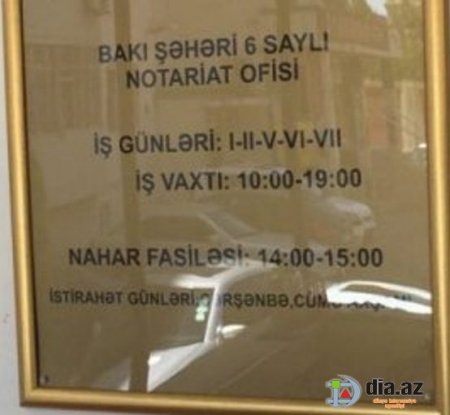 BAKI ŞƏHƏRİ 6 SAYLI
NOTARİAT OFİSİ
İŞ GÜNLƏRİ: I-II-V-VI-VII
İŞ VAXTI: 10:00-19:00
NAHAR FASİLƏSİ: 14:00-15:00
İSTİRAHƏT GÜNLƏRİ,ÇƏRŞƏNBƏ,
dia.az